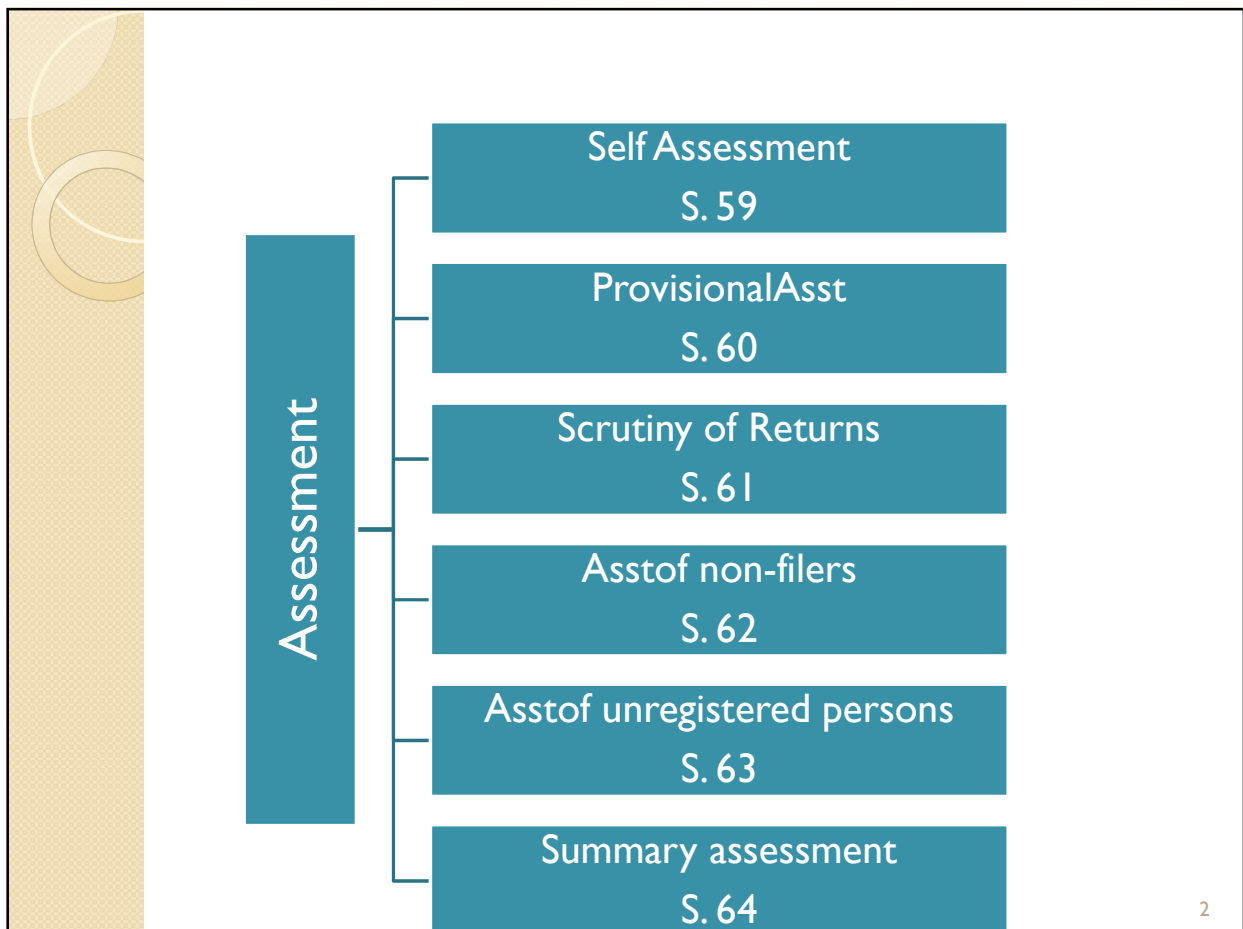 Assessment
Self Assessment
S. 59
ProvisionalAsst
S. 60
Scrutiny of Returns
S. 61
Asstof non-filers
S. 62
Asstof unregistered persons
S. 63
Summary assessment
S. 64
2